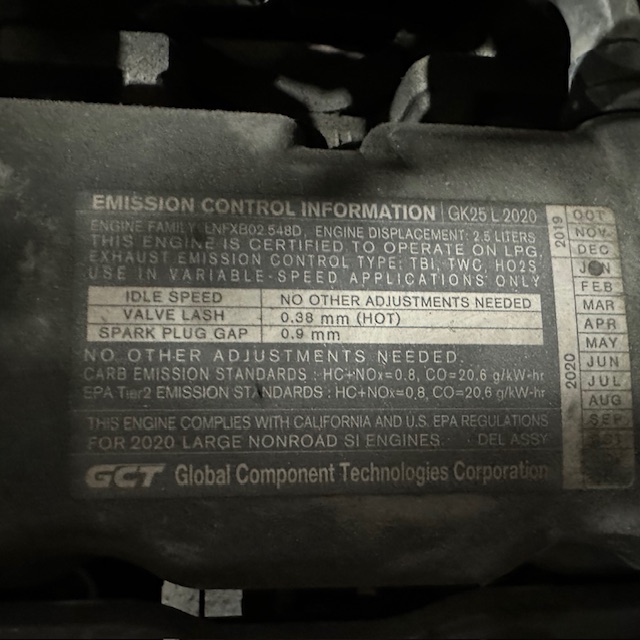 EMISSION CONTROL INFORMATION | GK25 L 2020
ENGINE FAMILY: LNFXB02.548D, ENGINE DISPLACEMENT: 2.5 LITERS
THIS ENGINE IS CERTIFIED TO OPERATE ON LPG
EXHAUST EMISSION CONTROL TYPE: TBI, TWC, HO2S
USE IN VARIABLE-SPEED APPLICATIONS ONLY
IDLE SPEED NO OTHER ADJUSTMENTS NEEDED
VALVE LASH 0.38 mm (HOT)
SPARK PLUG GAP 0.9 mm
NO OTHER ADJUSTMENTS NEEDED.
CARB EMISSION STANDARDS : HC+NOx=0.8, CO=20.6 g/kW-hr
EPA Tier2 EMISSION STANDARDS : HC+NOx=0.8, CO=20.6 g/kW-hr
THIS ENGINE COMPLIES WITH CALIFORNIA AND U.S. EPA REGULATIONS
FOR 2020 LARGE NONROAD SI ENGINES. DEL ASSY
GCT Global Component Technologies Corporation
2019
OCT
NOV
DEC
2020
JAN
FEB
MAR
APR
MAY
JUN
JUL
AUG
SEP